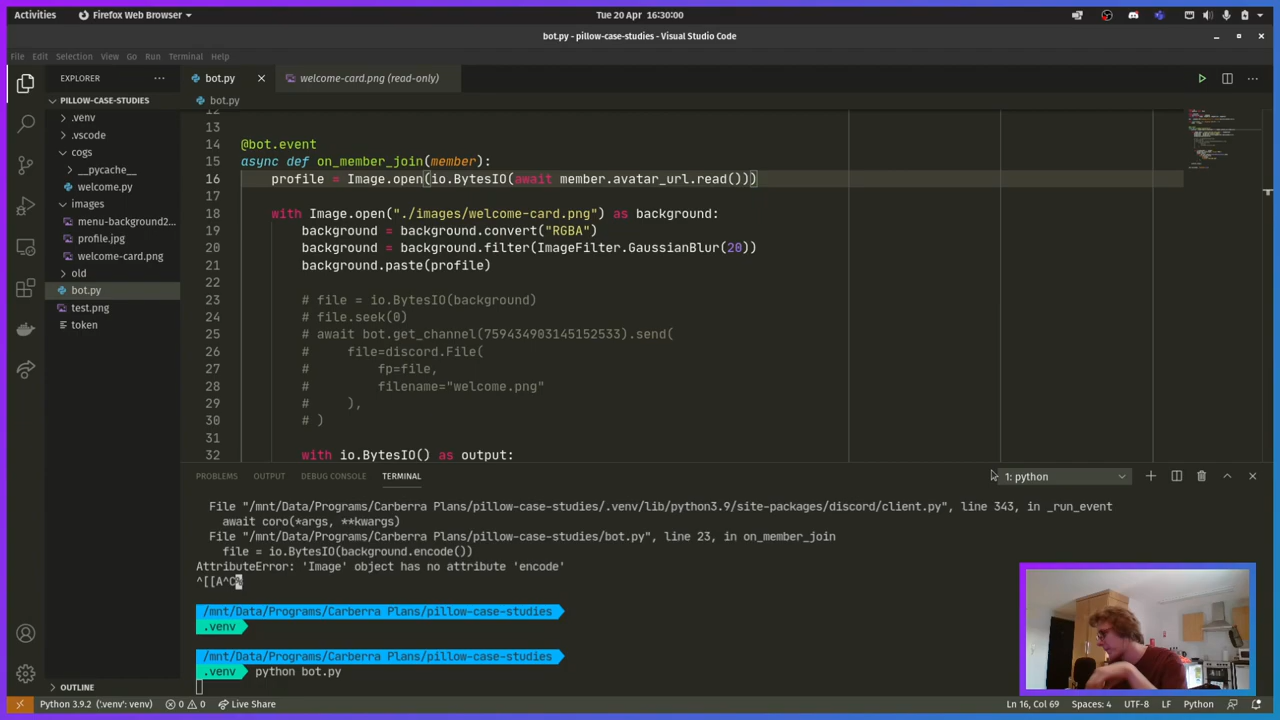 Activities
Firefox Web Browser
Tue 20 Apr 16:30:00
bot.py - pillow-case-studies - Visual Studio Code
File Edit Selection View Go Run Terminal Help
EXPLORER
bot.py
welcome-card.png (read-only)
PILLOW-CASE-STUDIES
bot.py
.venv
.vscode
cogs
__pycache__
welcome.py
images
menu-background2...
profile.jpg
welcome-card.png
old
bot.py
test.png
token
OUTLINE
12
13
14 @bot.event
15 async def on_member_join(member):
16 profile = Image.open(io.BytesIO(await member.avatar_url.read()))
17
18 with Image.open("./images/welcome-card.png") as background:
19 background = background.convert("RGBA")
20 background = background.filter(ImageFilter.GaussianBlur(20))
21 background.paste(profile)
22
23 # file = io.BytesIO(background)
24 # file.seek(0)
25 # await bot.get_channel(759434903145152533).send(
26 # file=discord.File(
27 # fp=file,
28 # filename="welcome.png"
29 # ),
30 # )
31
32 with io.BytesIO() as output:
PROBLEMS OUTPUT DEBUG CONSOLE TERMINAL
1: python
File "/mnt/Data/Programs/Carberra Plans/pillow-case-studies/.venv/lib/python3.9/site-packages/discord/client.py", line 343, in _run_event
await coro(*args, **kwargs)
File "/mnt/Data/Programs/Carberra Plans/pillow-case-studies/bot.py", line 23, in on_member_join
file = io.BytesIO(background.encode())
AttributeError: 'Image' object has no attribute 'encode'
^[[A^C%
/mnt/Data/Programs/Carberra Plans/pillow-case-studies
.venv
/mnt/Data/Programs/Carberra Plans/pillow-case-studies
.venv python bot.py
Python 3.9.2 ('.venv': venv)
0 0
Live Share
Ln 16, Col 69
Spaces: 4
UTF-8
LF
Python